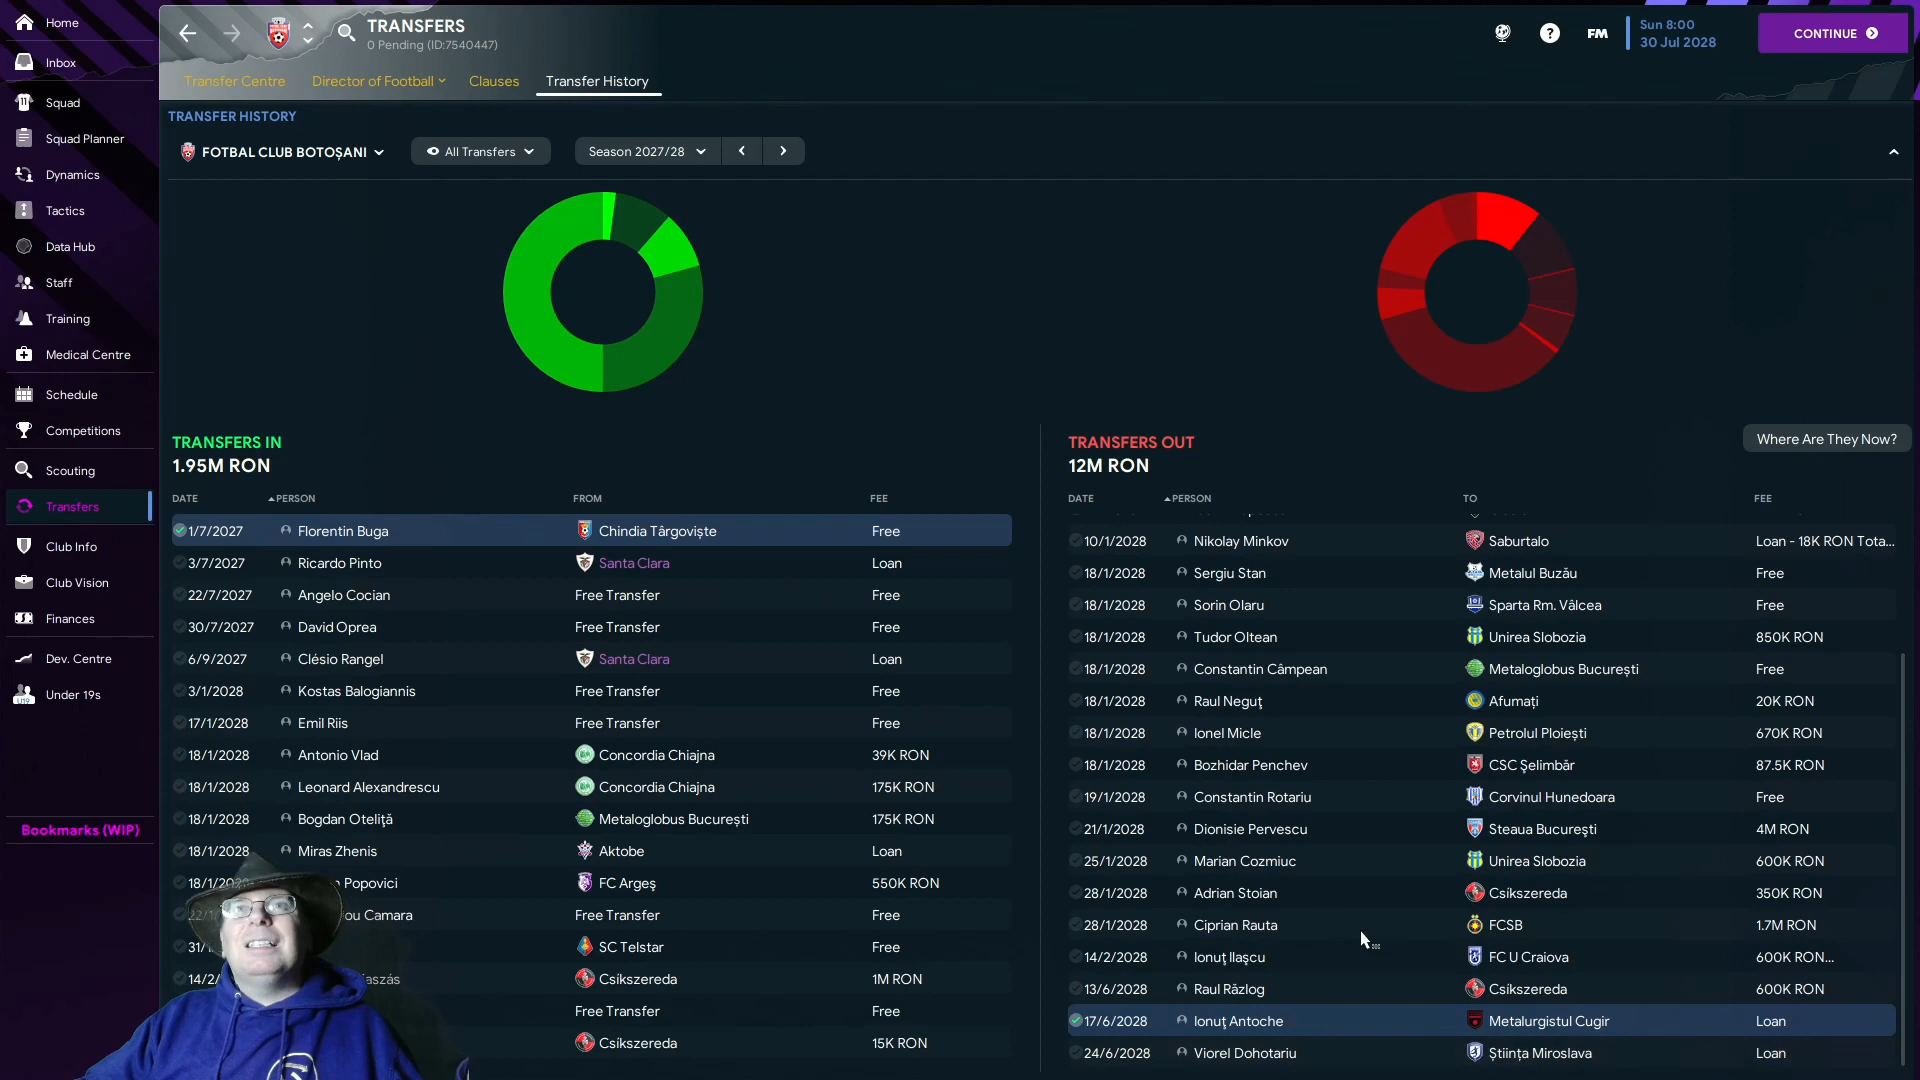 Home
Inbox
Squad
Squad Planner
Dynamics
Tactics
Data Hub
Staff
Training
Medical Centre
Schedule
Competitions
Scouting
Transfers
Club Info
Club Vision
Finances
Dev. Centre
Under 19s
Bookmarks (WIP)
TRANSFERS
0 Pending (ID:7540447)
FM
Sun 8:00
30 Jul 2028
CONTINUE
Transfer Centre
Director of Football
Clauses
Transfer History
TRANSFER HISTORY
FOTBAL CLUB BOTOȘANI
All Transfers
Season 2027/28
TRANSFERS IN
1.95M RON
DATE PERSON FROM FEE
1/7/2027 Florentin Buga Chindia Târgoviște Free
3/7/2027 Ricardo Pinto Santa Clara Loan
22/7/2027 Angelo Cocian Free Transfer Free
30/7/2027 David Oprea Free Transfer Free
6/9/2027 Clésio Rangel Santa Clara Loan
3/1/2028 Kostas Balogiannis Free Transfer Free
17/1/2028 Emil Riis Free Transfer Free
18/1/2028 Antonio Vlad Concordia Chiajna 39K RON
18/1/2028 Leonard Alexandrescu Concordia Chiajna 175K RON
18/1/2028 Bogdan Oteliţă Metaloglobus București 175K RON
18/1/2028 Miras Zhenis Aktobe Loan
Popovici FC Argeș 550K RON
Camara Free Transfer Free
SC Telstar Free
Csíkszereda 1M RON
Free Transfer Free
Csíkszereda 15K RON
TRANSFERS OUT
12M RON
Where Are They Now?
DATE PERSON TO FEE
10/1/2028 Nikolay Minkov Saburtalo Loan - 18K RON Tota...
18/1/2028 Sergiu Stan Metalul Buzău Free
18/1/2028 Sorin Olaru Sparta Rm. Vâlcea Free
18/1/2028 Tudor Oltean Unirea Slobozia 850K RON
18/1/2028 Constantin Câmpean Metaloglobus București Free
18/1/2028 Raul Neguţ Afumați 20K RON
18/1/2028 Ionel Micle Petrolul Ploiești 670K RON
18/1/2028 Bozhidar Penchev CSC Șelimbăr 87.5K RON
19/1/2028 Constantin Rotariu Corvinul Hunedoara Free
21/1/2028 Dionisie Pervescu Steaua Bucureşti 4M RON
25/1/2028 Marian Cozmiuc Unirea Slobozia 600K RON
28/1/2028 Adrian Stoian Csíkszereda 350K RON
28/1/2028 Ciprian Rauta FCSB 1.7M RON
14/2/2028 Ionuţ Ilaşcu FC U Craiova 600K RON...
13/6/2028 Raul Răzlog Csíkszereda 600K RON
17/6/2028 Ionuţ Antoche Metalurgistul Cugir Loan
24/6/2028 Viorel Dohotariu Știința Miroslava Loan